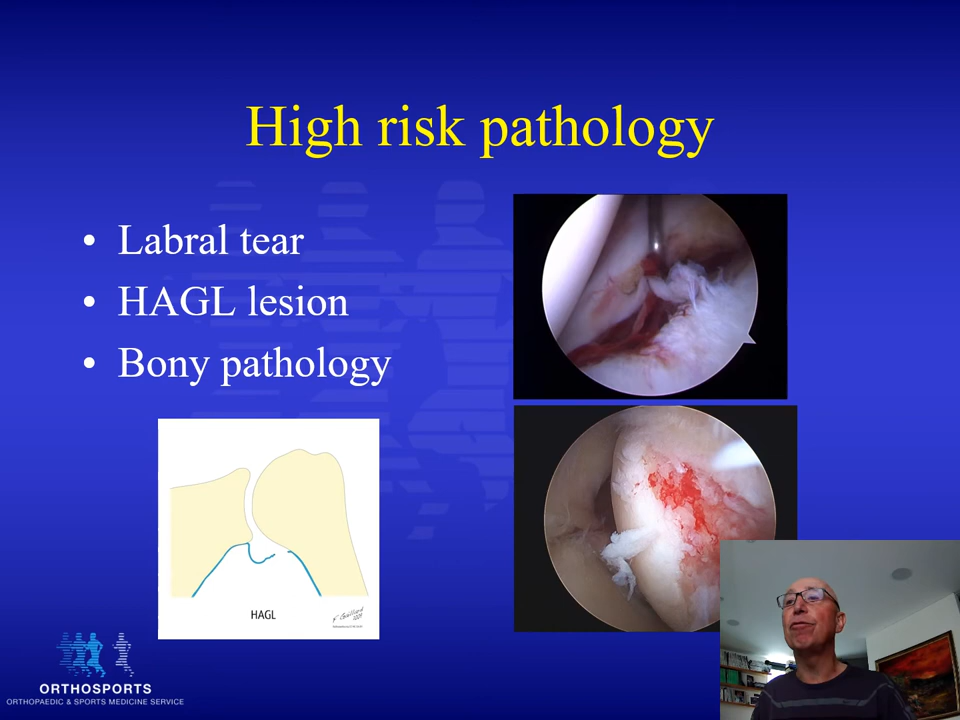 High risk pathology
• Labral tear
• HAGL lesion
• Bony pathology
HAGL
ORTHOSPORTS
ORTHOPAEDIC & SPORTS MEDICINE SERVICE